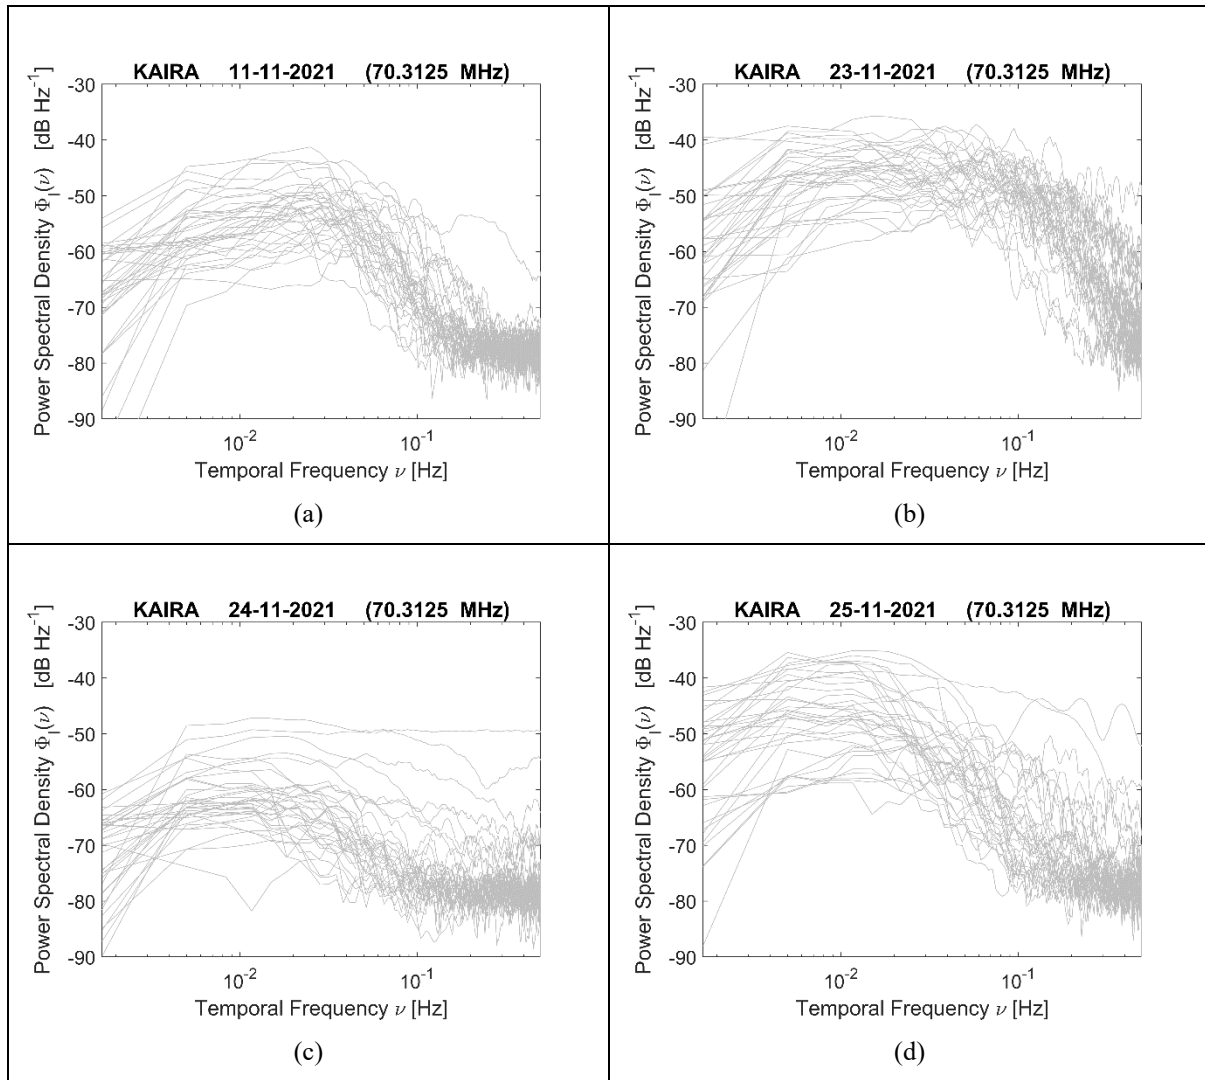 KAIRA 11-11-2021 (70.3125 MHz)
Power Spectral Density Φ_I(ν) [dB Hz⁻¹]
-30
-40
-50
-60
-70
-80
-90
10⁻² 10⁻¹
Temporal Frequency ν [Hz]
(a)
KAIRA 23-11-2021 (70.3125 MHz)
Power Spectral Density Φ_I(ν) [dB Hz⁻¹]
-30
-40
-50
-60
-70
-80
-90
10⁻² 10⁻¹
Temporal Frequency ν [Hz]
(b)
KAIRA 24-11-2021 (70.3125 MHz)
Power Spectral Density Φ_I(ν) [dB Hz⁻¹]
-30
-40
-50
-60
-70
-80
-90
10⁻² 10⁻¹
Temporal Frequency ν [Hz]
(c)
KAIRA 25-11-2021 (70.3125 MHz)
Power Spectral Density Φ_I(ν) [dB Hz⁻¹]
-30
-40
-50
-60
-70
-80
-90
10⁻² 10⁻¹
Temporal Frequency ν [Hz]
(d)